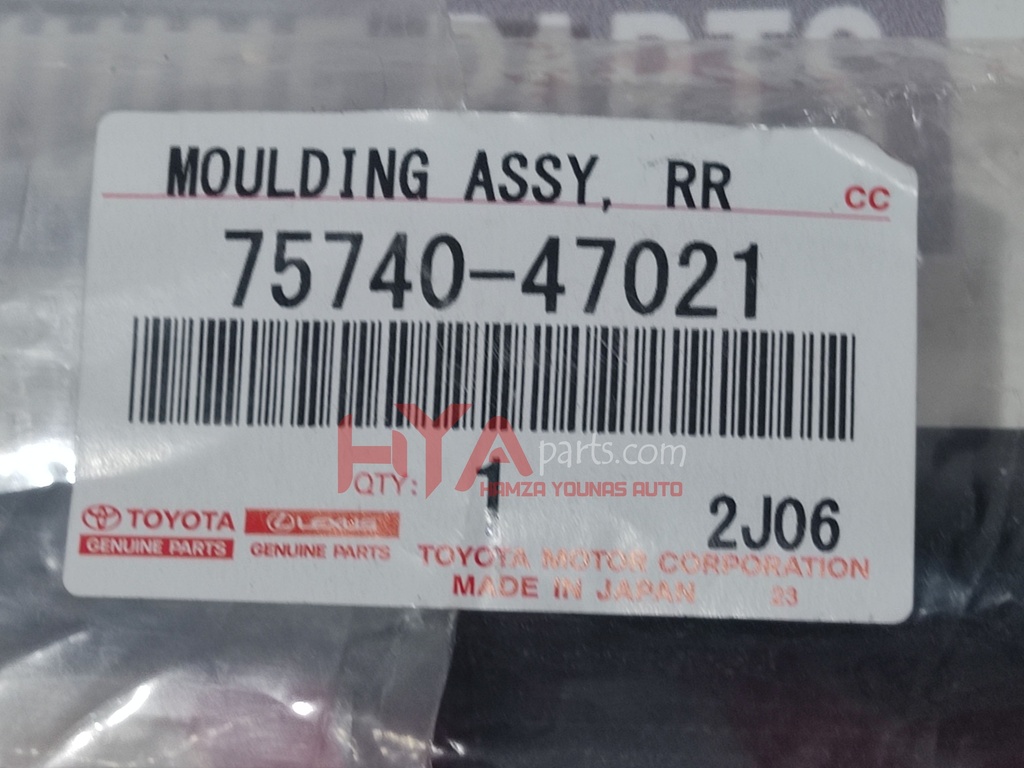 PARTS
MOULDING ASSY, RR
CC
75740-47021
HYAparts.com
QTY: 1
HAMZA YOUNAS AUTO
2J06
TOYOTA LEXUS
GENUINE PARTS GENUINE PARTS
TOYOTA MOTOR CORPORATION
MADE IN JAPAN 23